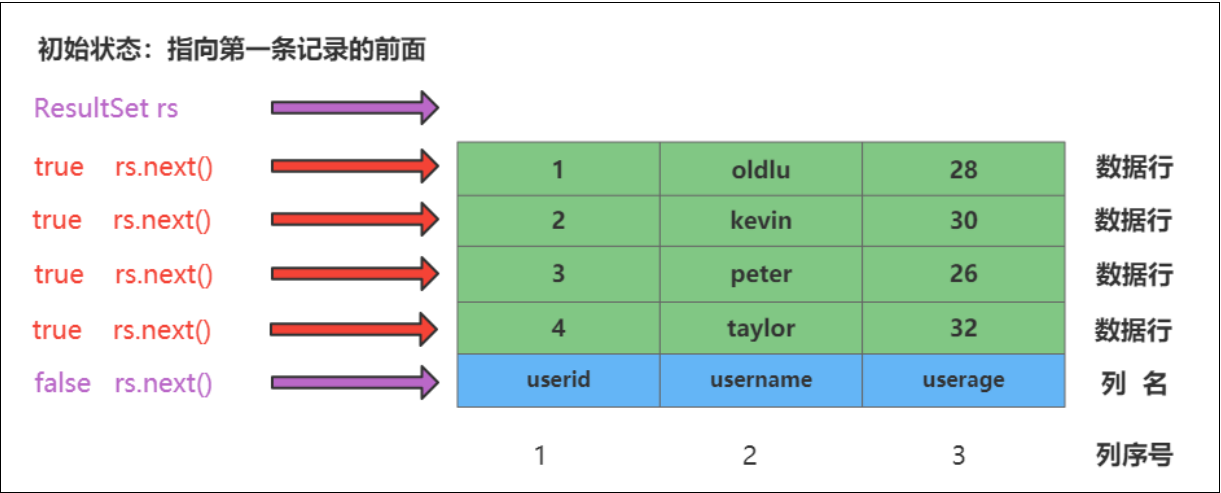 初始状态：指向第一条记录的前面
ResultSet rs
true rs.next() 1 oldlu 28 数据行
true rs.next() 2 kevin 30 数据行
true rs.next() 3 peter 26 数据行
true rs.next() 4 taylor 32 数据行
false rs.next() userid username userage 列 名
1 2 3 列序号